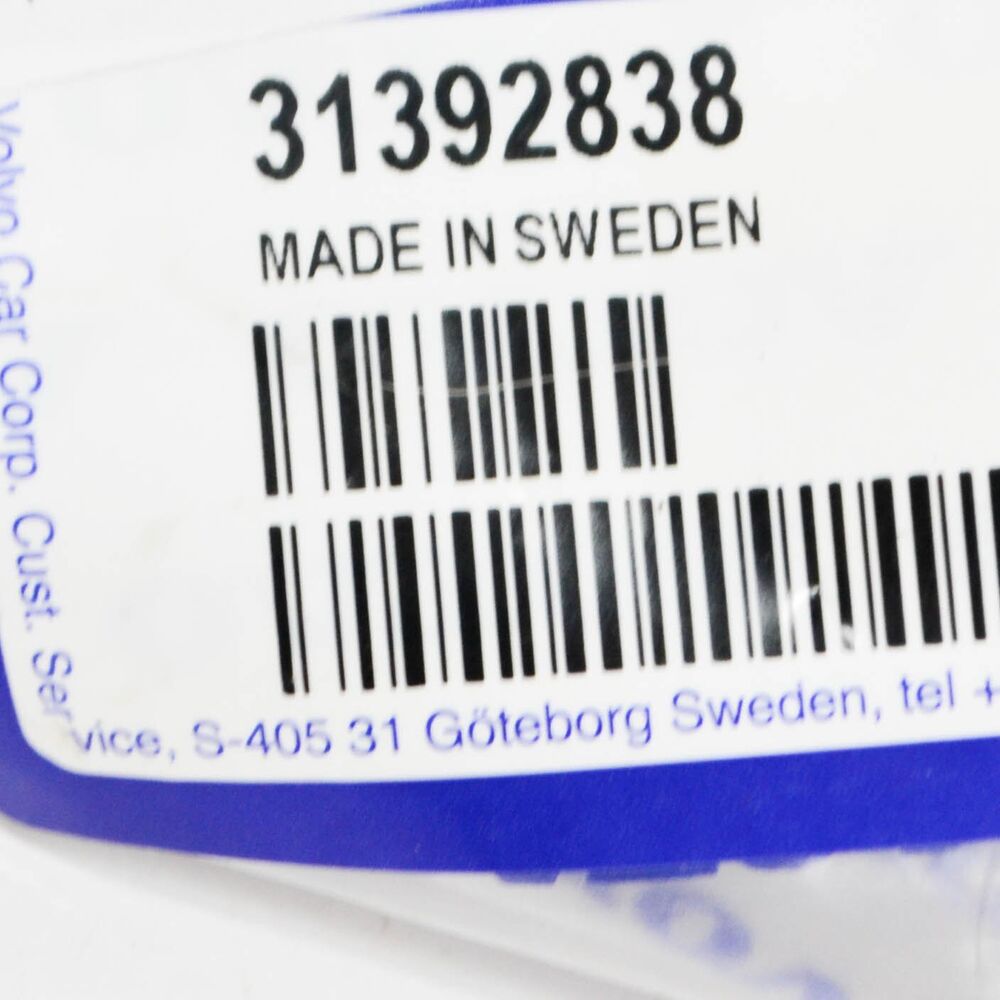 31392838
MADE IN SWEDEN
Volvo Car Corp. Cust. Service, S-405 31 Göteborg Sweden, tel +